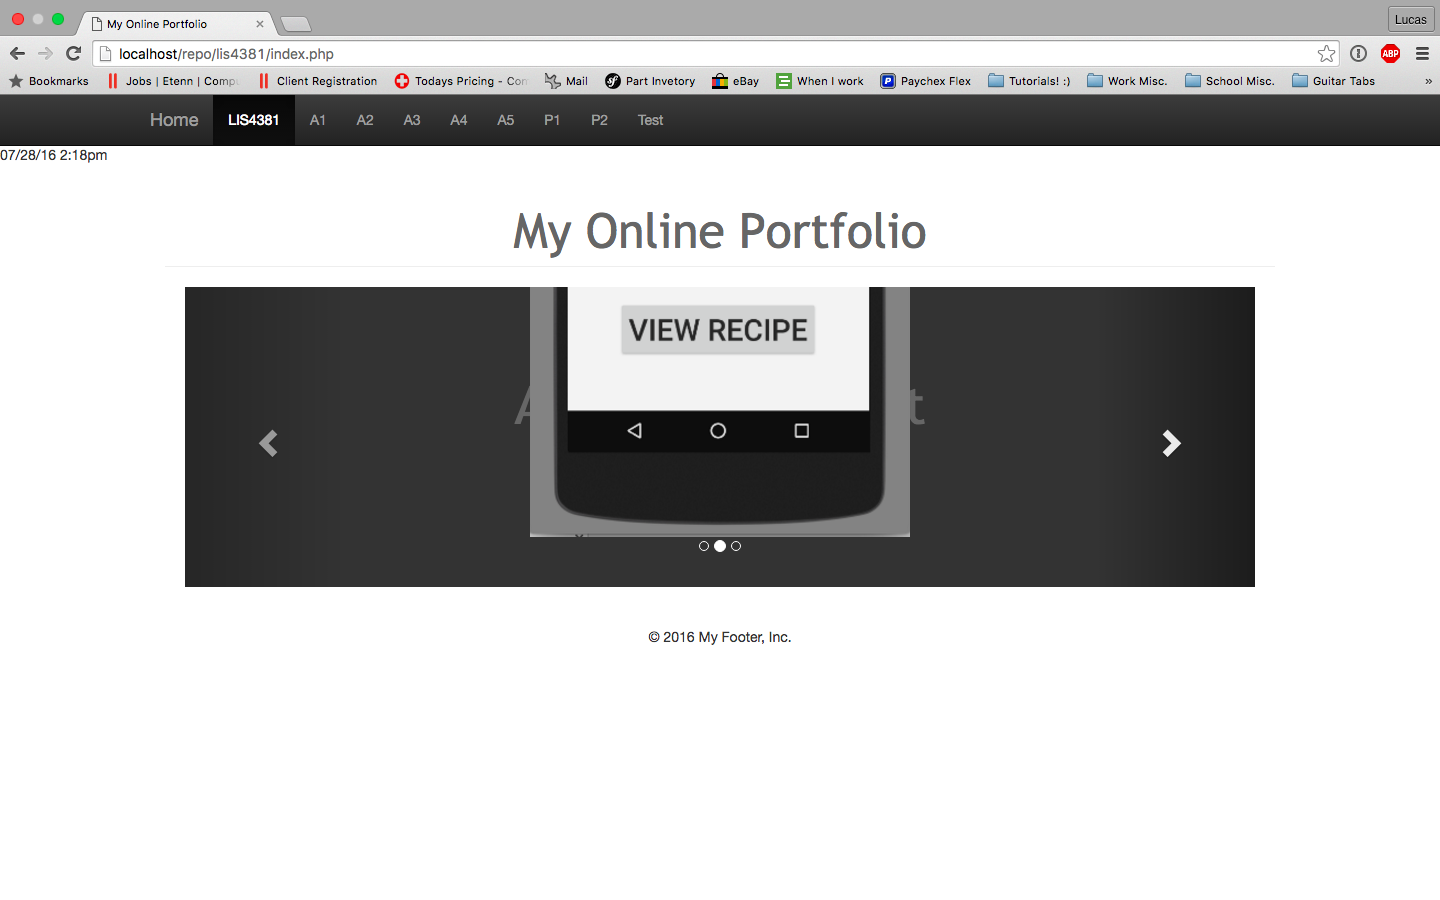 My Online Portfolio
Lucas
localhost/repo/lis4381/index.php
ABP
Bookmarks Jobs | Etenn | Comp Client Registration Todays Pricing - Con Mail Part Invetory eBay When I work Paychex Flex Tutorials! :) Work Misc. School Misc. Guitar Tabs »
Home LIS4381 A1 A2 A3 A4 A5 P1 P2 Test
07/28/16 2:18pm
My Online Portfolio
VIEW RECIPE
© 2016 My Footer, Inc.